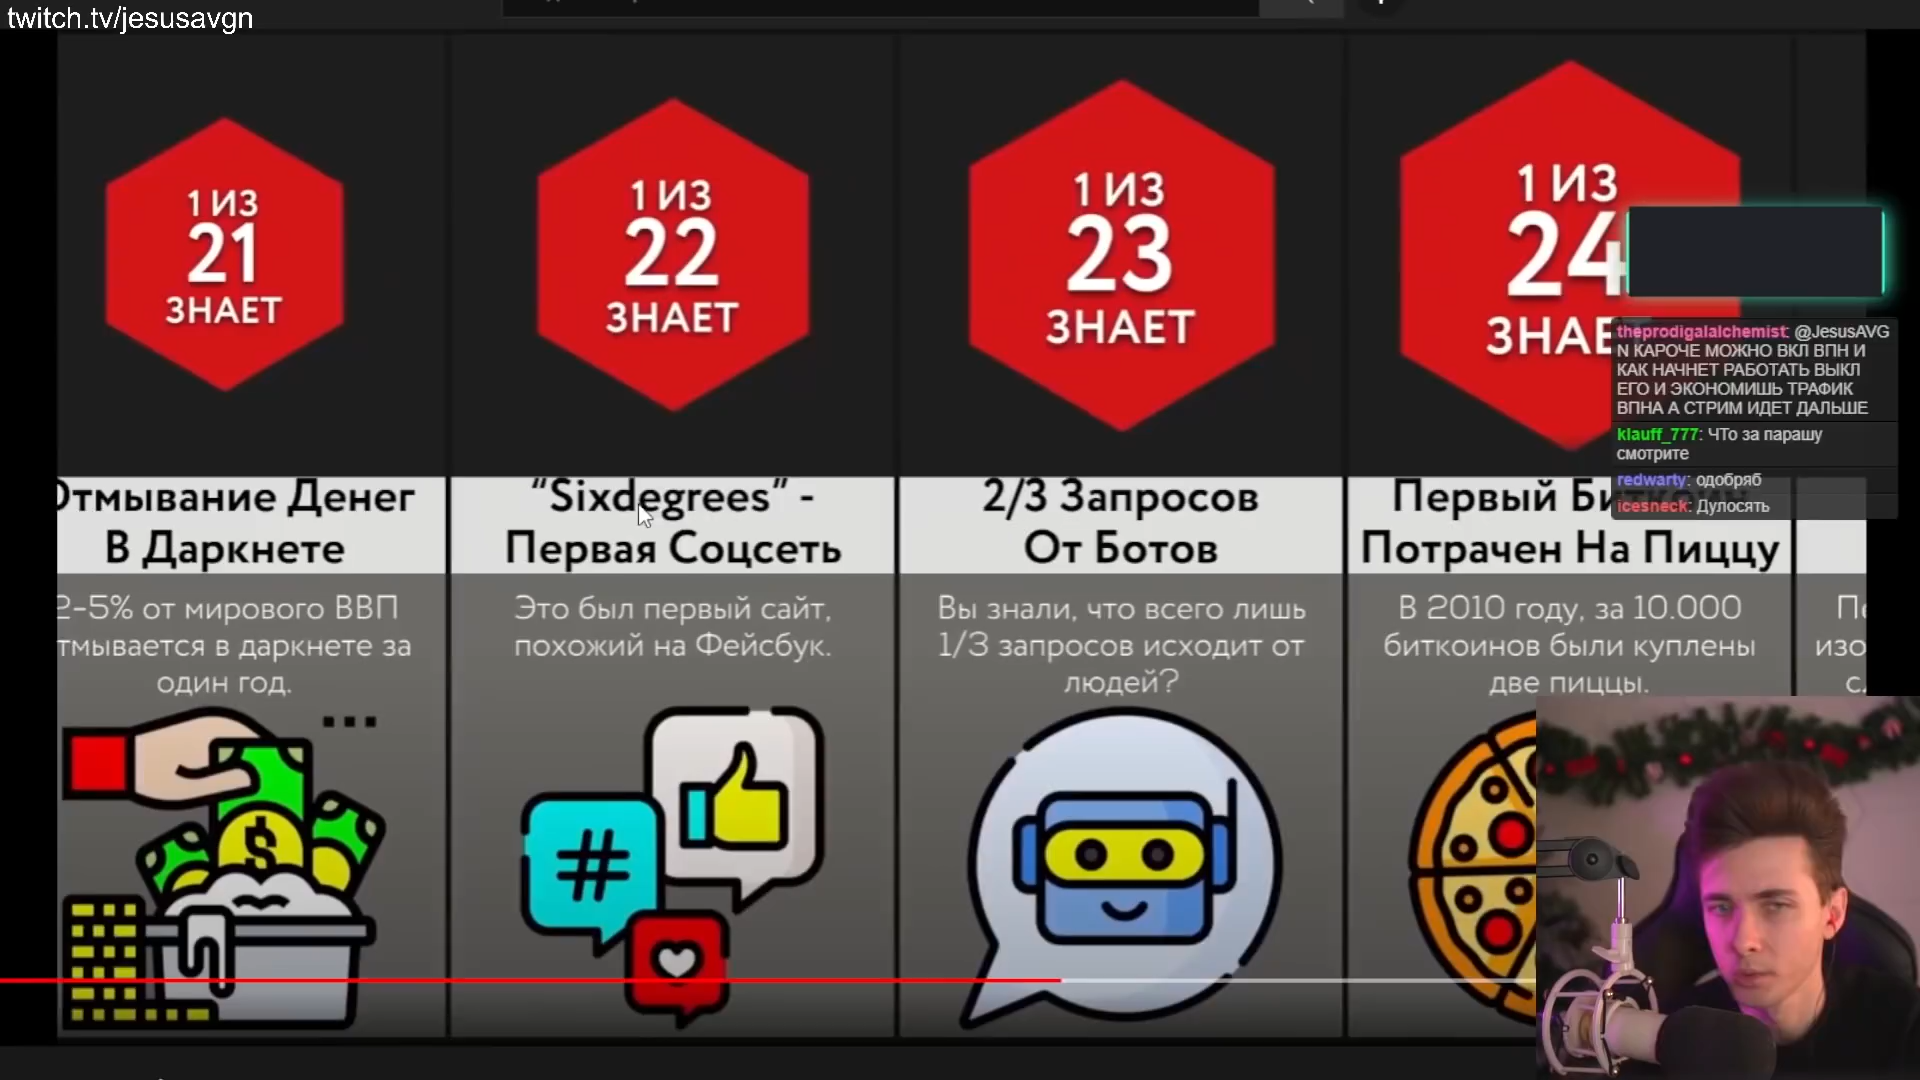 twitch.tv/jesusavgn
1 ИЗ
21
ЗНАЕТ
Отмывание Денег
В Даркнете
2-5% от мирового ВВП
тмывается в даркнете за
один год.
1 ИЗ
22
ЗНАЕТ
“Sixdegrees” -
Первая Соцсеть
Это был первый сайт,
похожий на Фейсбук.
1 ИЗ
23
ЗНАЕТ
2/3 Запросов
От Ботов
Вы знали, что всего лишь
1/3 запросов исходит от
людей?
1 ИЗ
24
ЗНАЕ
Первый Биткоин
Потрачен На Пиццу
В 2010 году, за 10.000
биткоинов были куплены
две пиццы.
изо
theprodigalalchemist: @JesusAVG
N КАРОЧЕ МОЖНО ВКЛ ВПН И
КАК НАЧНЕТ РАБОТАТЬ ВЫКЛ
ЕГО И ЭКОНОМИШЬ ТРАФИК
ВПНА А СТРИМ ИДЕТ ДАЛЬШЕ
klauff_777: ЧТо за парашу
смотрите
redwarty: одобряб
icesneck: Дулосять